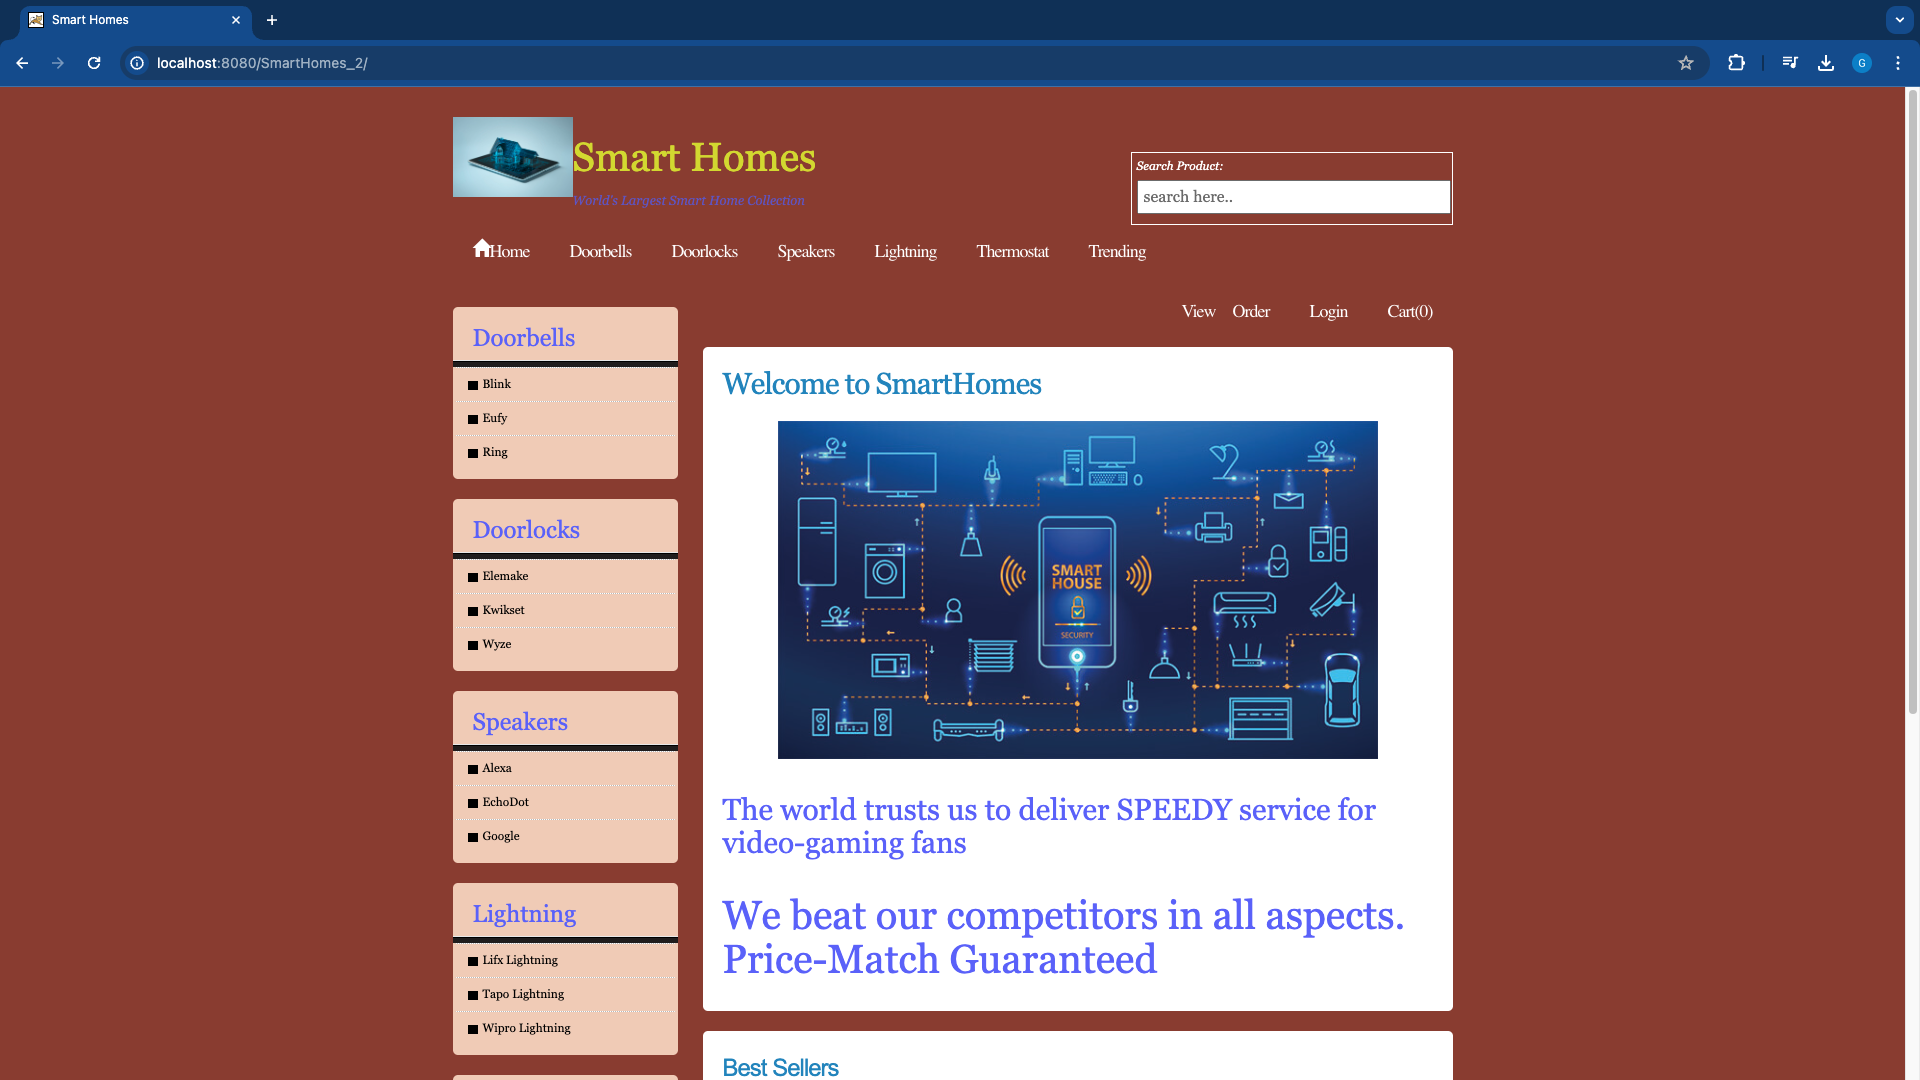 Smart Homes
localhost:8080/SmartHomes_2/
G
Smart Homes
World's Largest Smart Home Collection
Search Product:
search here..
Home Doorbells Doorlocks Speakers Lightning Thermostat Trending
View Order Login Cart(0)
Doorbells
Blink
Eufy
Ring
Doorlocks
Elemake
Kwikset
Wyze
Speakers
Alexa
EchoDot
Google
Lightning
Lifx Lightning
Tapo Lightning
Wipro Lightning
Welcome to SmartHomes
SMART
HOUSE
SECURITY
The world trusts us to deliver SPEEDY service for
video-gaming fans
We beat our competitors in all aspects.
Price-Match Guaranteed
Best Sellers